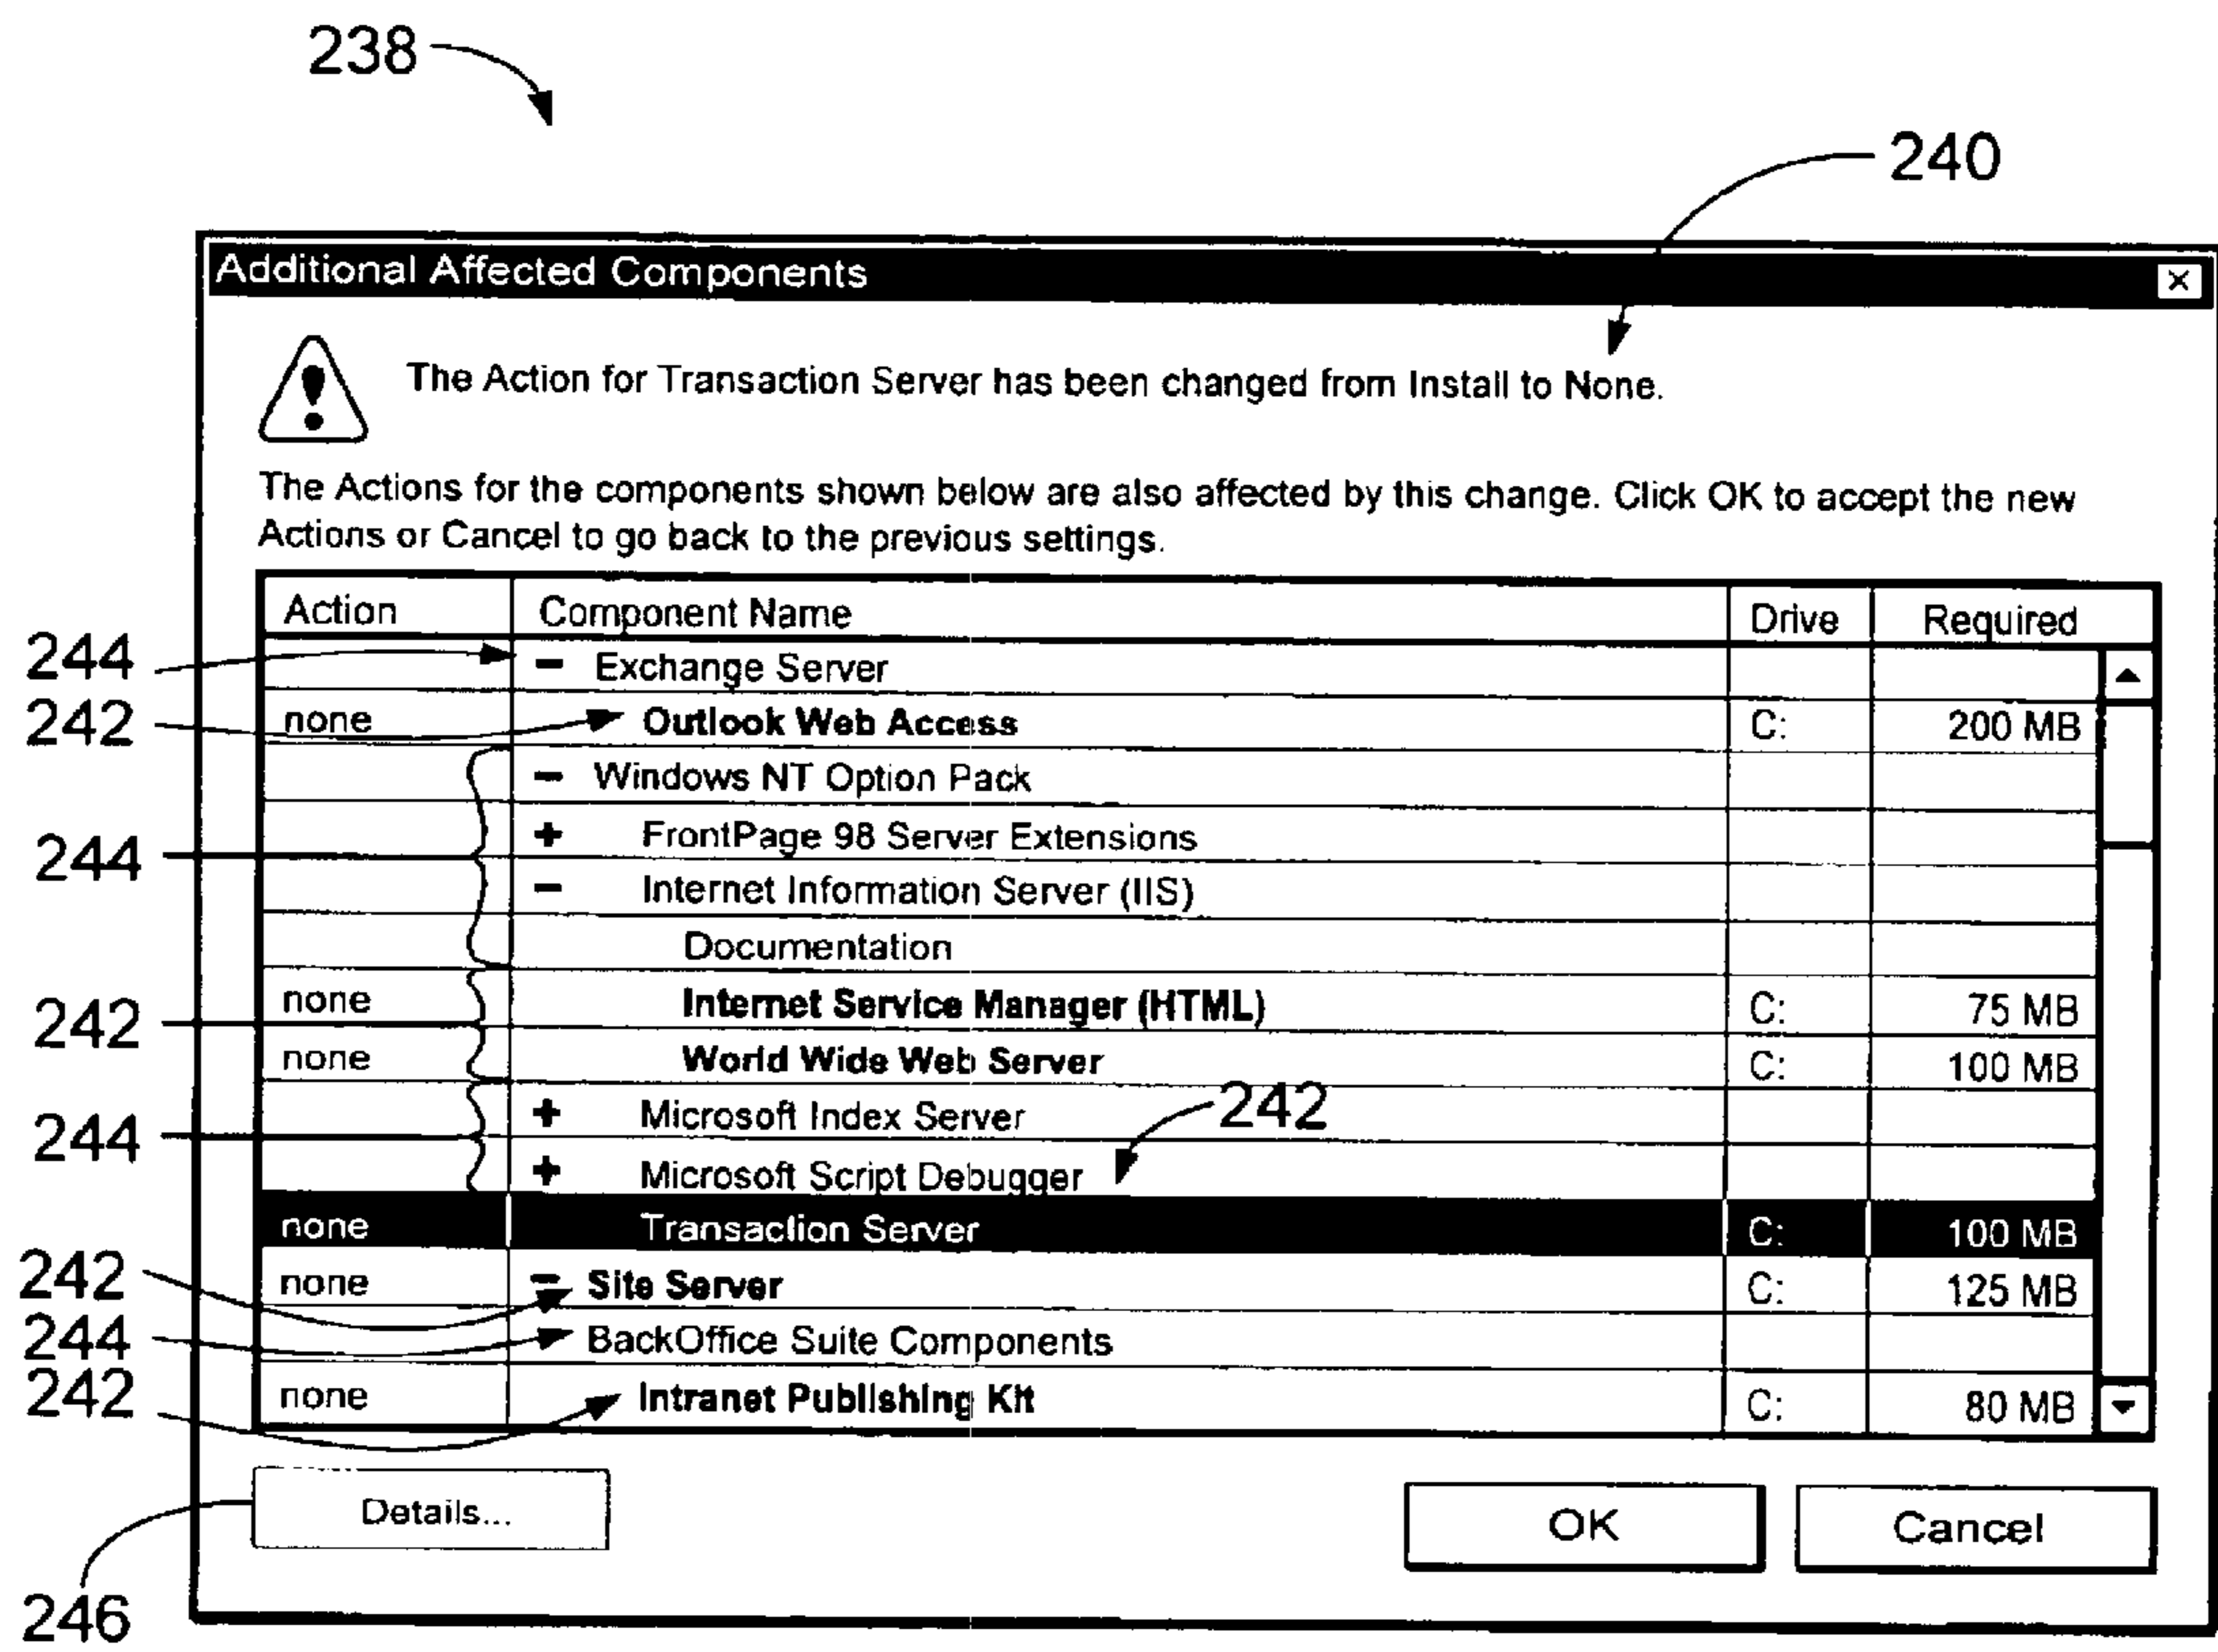 238
240
Additional Affected Components
The Action for Transaction Server has been changed from Install to None.
The Actions for the components shown below are also affected by this change. Click OK to accept the new
Actions or Cancel to go back to the previous settings.
Action Component Name Drive Required
244 - Exchange Server
242 none Outlook Web Access C: 200 MB
- Windows NT Option Pack
+ FrontPage 98 Server Extensions
244
- Internet Information Server (IIS)
Documentation
none Internet Service Manager (HTML) C: 75 MB
242
none World Wide Web Server C: 100 MB
+ Microsoft Index Server 242
244
+ Microsoft Script Debugger
none Transaction Server C: 100 MB
242 none - Site Server C: 125 MB
244 BackOffice Suite Components
242 none Intranet Publishing Kit C: 80 MB
Details... OK Cancel
246